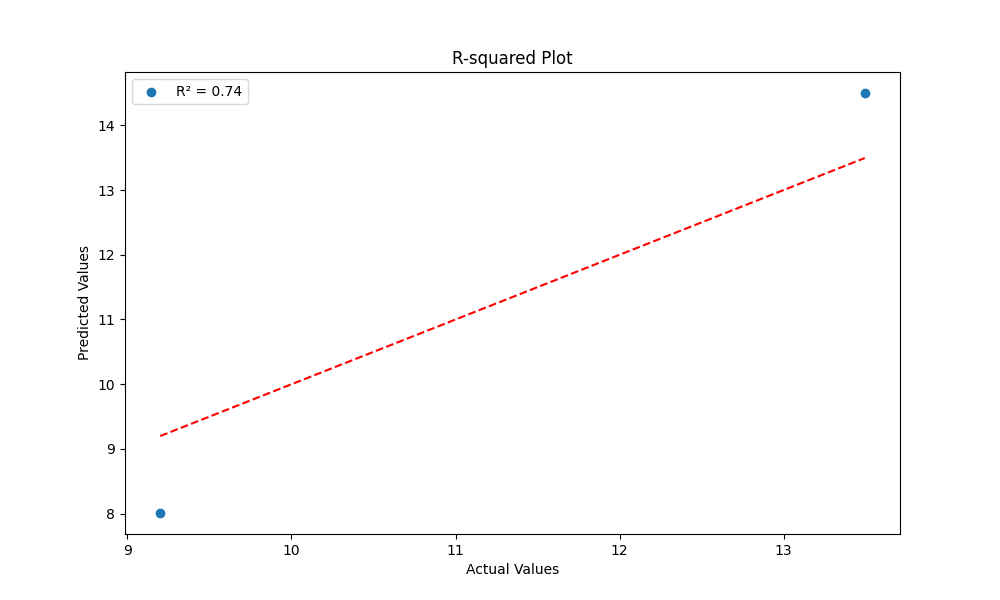 R-squared Plot
R² = 0.74
14
13
12
11
10
9
8
Predicted Values
9 10 11 12 13
Actual Values